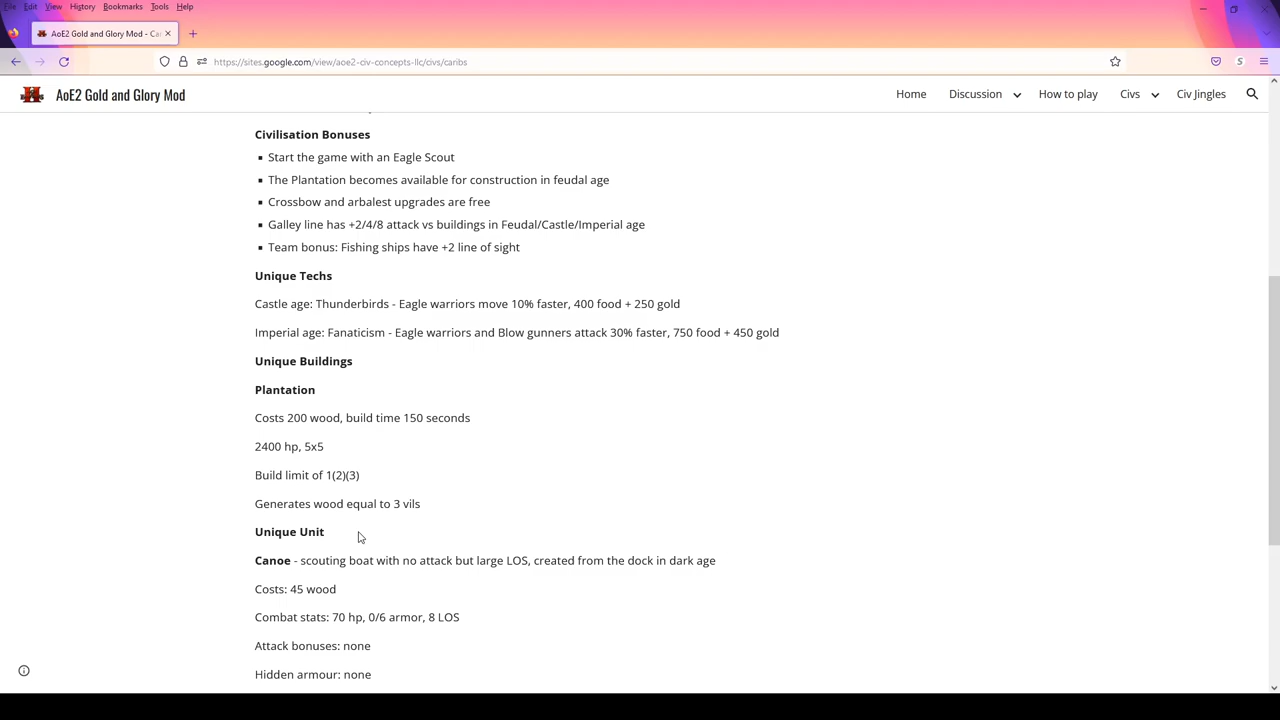 File Edit View History Bookmarks Tools Help
AoE2 Gold and Glory Mod - Ca
https://sites.google.com/view/aoe2-civ-concepts-llc/civs/caribs
AoE2 Gold and Glory Mod
Home Discussion How to play Civs Civ Jingles
Civilisation Bonuses
Start the game with an Eagle Scout
The Plantation becomes available for construction in feudal age
Crossbow and arbalest upgrades are free
Galley line has +2/4/8 attack vs buildings in Feudal/Castle/Imperial age
Team bonus: Fishing ships have +2 line of sight
Unique Techs
Castle age: Thunderbirds - Eagle warriors move 10% faster, 400 food + 250 gold
Imperial age: Fanaticism - Eagle warriors and Blow gunners attack 30% faster, 750 food + 450 gold
Unique Buildings
Plantation
Costs 200 wood, build time 150 seconds
2400 hp, 5x5
Build limit of 1(2)(3)
Generates wood equal to 3 vils
Unique Unit
Canoe - scouting boat with no attack but large LOS, created from the dock in dark age
Costs: 45 wood
Combat stats: 70 hp, 0/6 armor, 8 LOS
Attack bonuses: none
Hidden armour: none